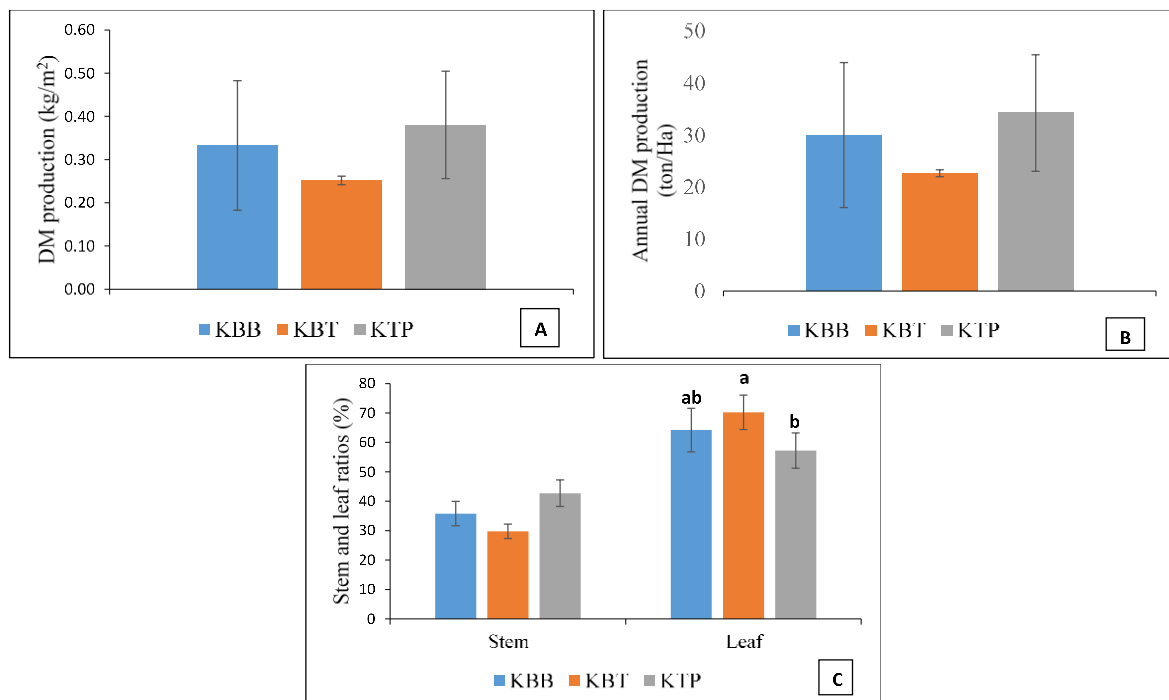 DM production (kg/m²)
0.60
0.50
0.40
0.30
0.20
0.10
0.00
KBB KBT KTP
A
Annual DM production
(ton/Ha)
50
40
30
20
10
0
KBB KBT KTP
B
Stem and leaf ratios (%)
80
70
60
50
40
30
20
10
0
ab
a
b
Stem Leaf
KBB KBT KTP
C